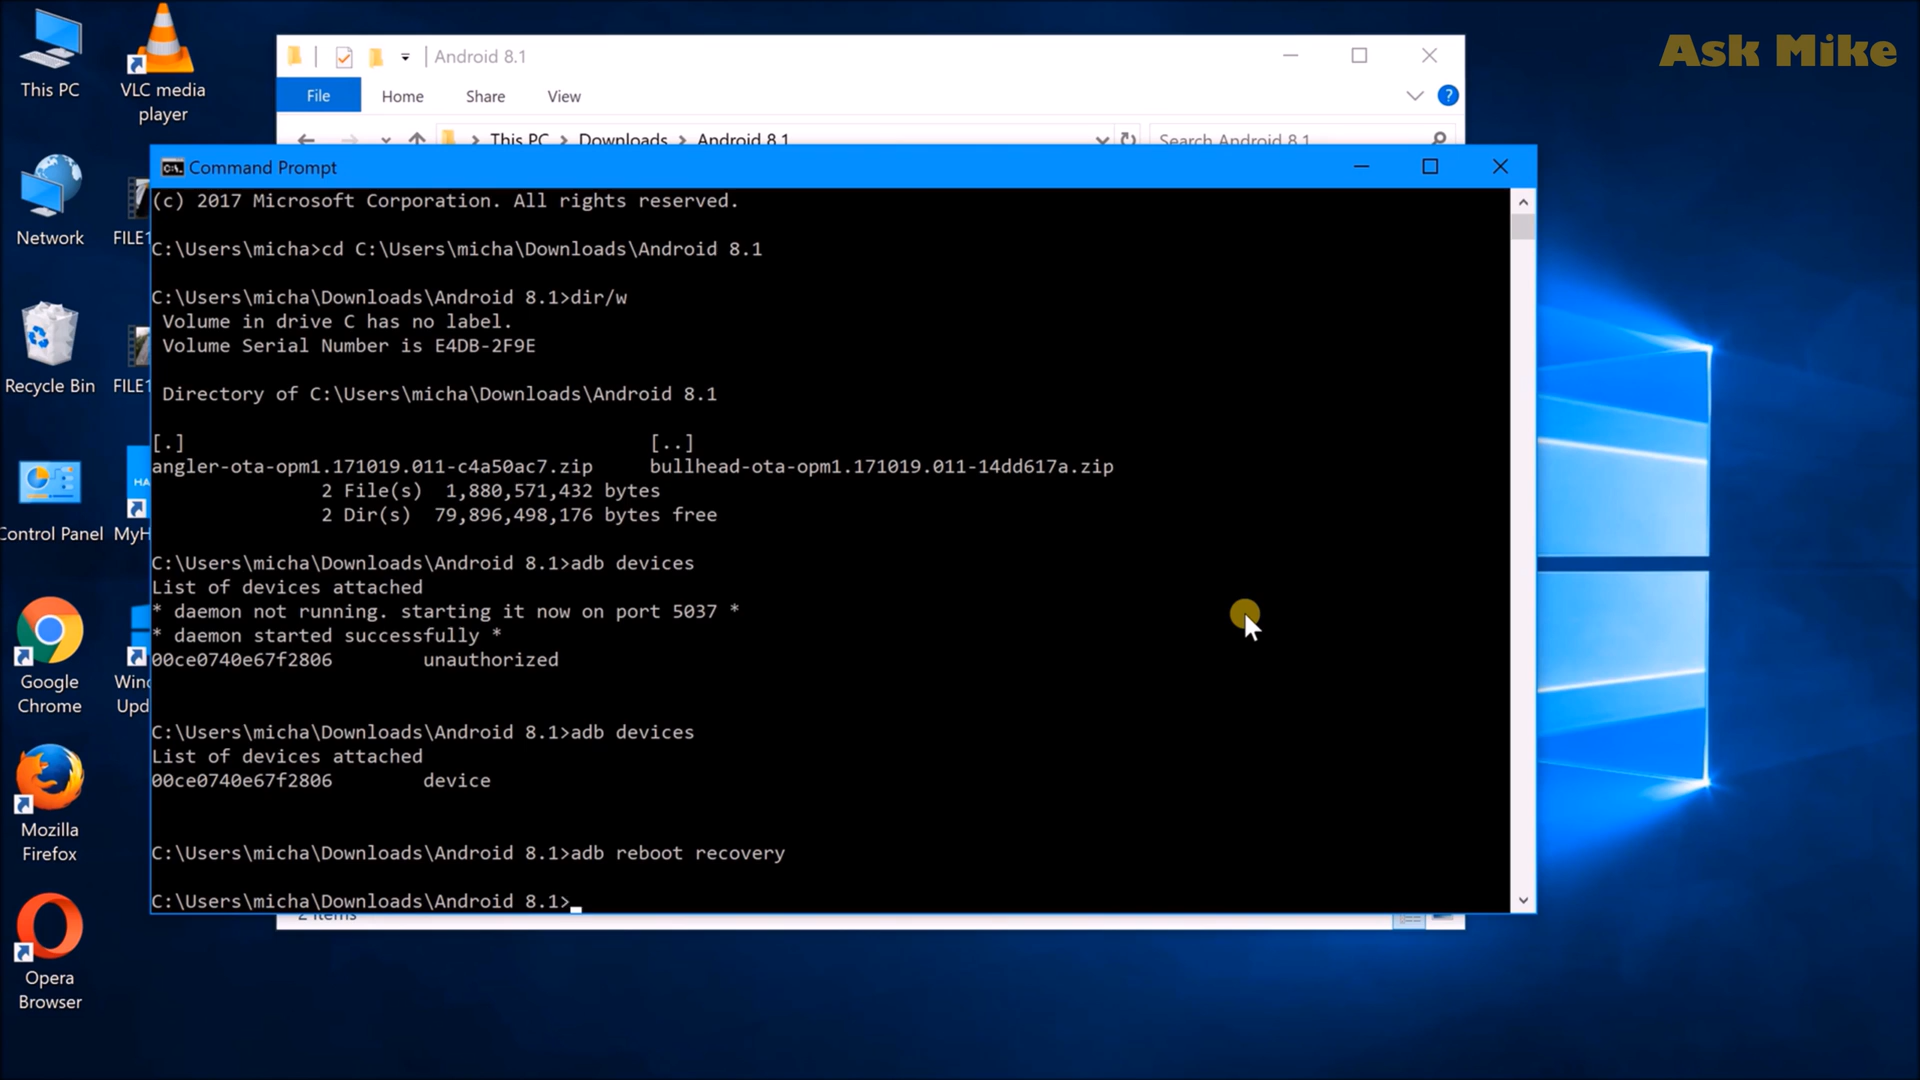 Ask Mike
This PC
VLC media
player
Network
FILE1
Recycle Bin
FILE1
Control Panel
MyH
Google
Chrome
Wind
Upd
Mozilla
Firefox
Opera
Browser
Android 8.1
File Home Share View
This PC > Downloads > Android 8.1
Search Android 8.1
Command Prompt
(c) 2017 Microsoft Corporation. All rights reserved.
C:\Users\micha>cd C:\Users\micha\Downloads\Android 8.1
C:\Users\micha\Downloads\Android 8.1>dir/w
Volume in drive C has no label.
Volume Serial Number is E4DB-2F9E
Directory of C:\Users\micha\Downloads\Android 8.1
[.] [..]
angler-ota-opm1.171019.011-c4a50ac7.zip bullhead-ota-opm1.171019.011-14dd617a.zip
2 File(s) 1,880,571,432 bytes
2 Dir(s) 79,896,498,176 bytes free
C:\Users\micha\Downloads\Android 8.1>adb devices
List of devices attached
* daemon not running. starting it now on port 5037 *
* daemon started successfully *
00ce0740e67f2806 unauthorized
C:\Users\micha\Downloads\Android 8.1>adb devices
List of devices attached
00ce0740e67f2806 device
C:\Users\micha\Downloads\Android 8.1>adb reboot recovery
C:\Users\micha\Downloads\Android 8.1>
2 items